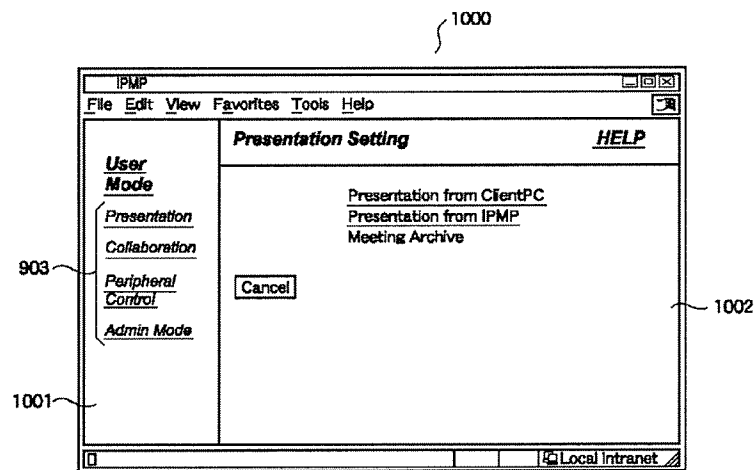 1000
IPMP
File Edit View Favorites Tools Help
Presentation Setting HELP
User
Mode
Presentation
Collaboration
Peripheral
Control
Admin Mode
903
1001
Presentation from ClientPC
Presentation from IPMP
Meeting Archive
Cancel
1002
Local Intranet